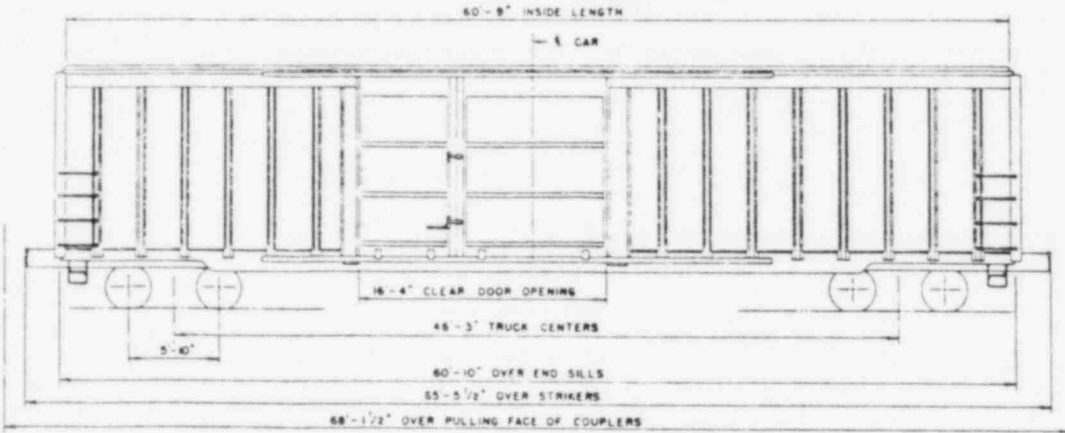 60'-9" INSIDE LENGTH
℄ CAR
16'-4" CLEAR DOOR OPENING
46'-3" TRUCK CENTERS
5'-10"
60'-10" OVER END SILLS
65'-5 1/2" OVER STRIKERS
68'-1 1/2" OVER PULLING FACE OF COUPLERS